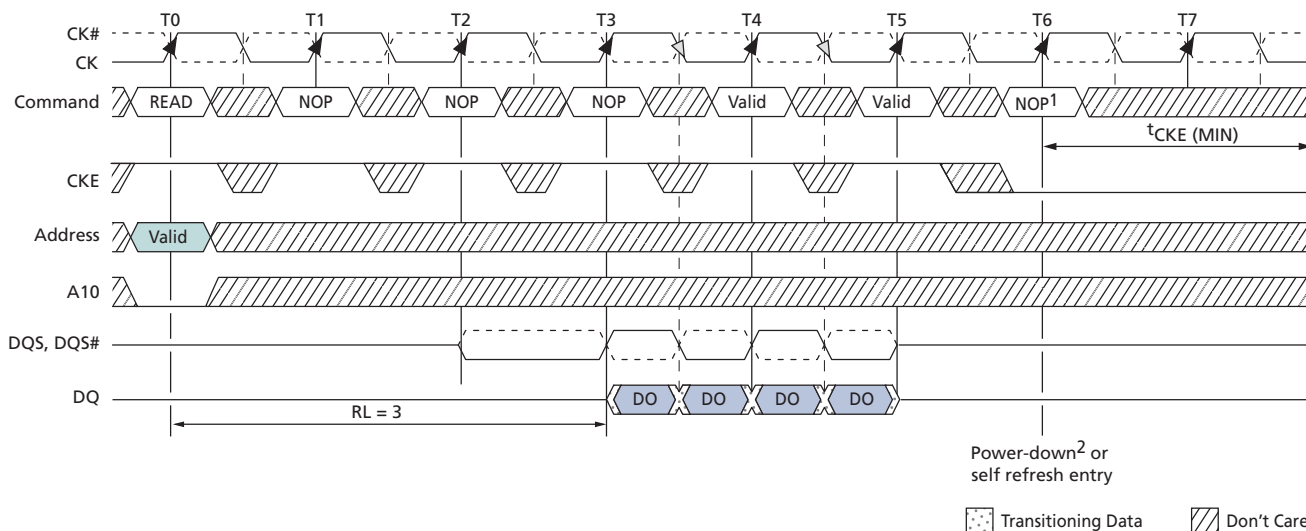 T0 T1 T2 T3 T4 T5 T6 T7
CK#
CK
Command READ NOP NOP NOP Valid Valid NOP1
tCKE (MIN)
CKE
Address Valid
A10
DQS, DQS#
DQ DO DO DO DO
RL = 3
Power-down2 or
self refresh entry
Transitioning Data Don't Care